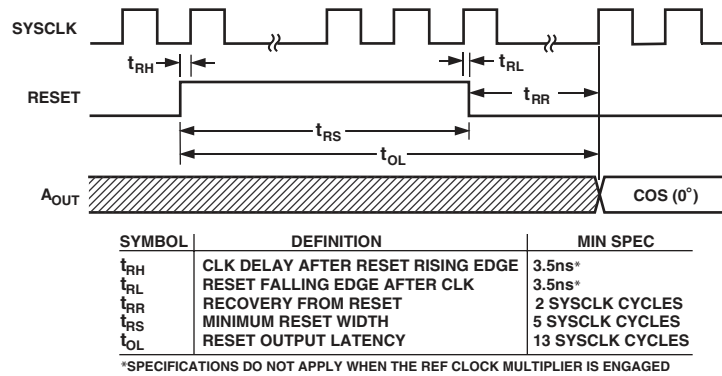 SYSCLK
tRH
tRL
RESET
tRR
tRS
tOL
AOUT
COS (0°)
SYMBOL DEFINITION MIN SPEC
tRH CLK DELAY AFTER RESET RISING EDGE 3.5ns*
tRL RESET FALLING EDGE AFTER CLK 3.5ns*
tRR RECOVERY FROM RESET 2 SYSCLK CYCLES
tRS MINIMUM RESET WIDTH 5 SYSCLK CYCLES
tOL RESET OUTPUT LATENCY 13 SYSCLK CYCLES
*SPECIFICATIONS DO NOT APPLY WHEN THE REF CLOCK MULTIPLIER IS ENGAGED